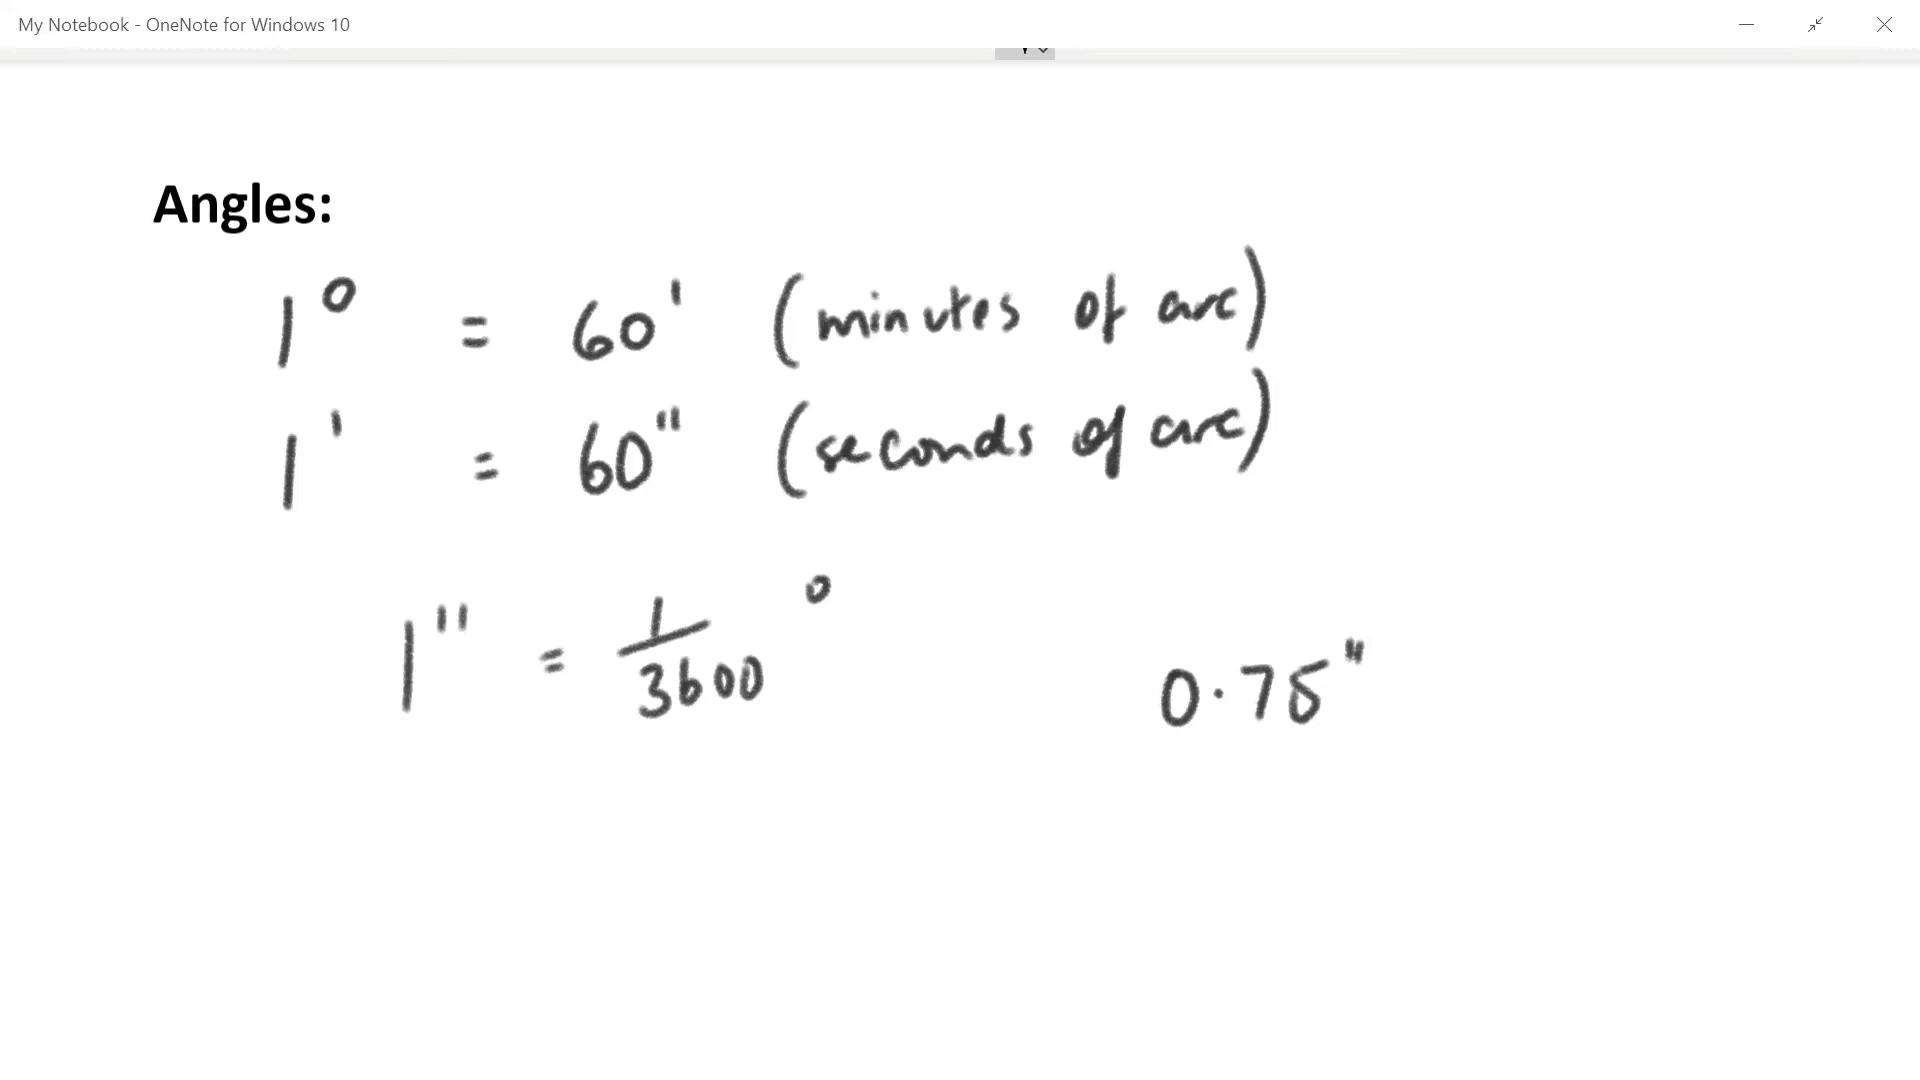 My Notebook - OneNote for Windows 10
Angles:
1° = 60' (minutes of arc)
1' = 60" (seconds of arc)
1" = 1/3600 ° 0.75"